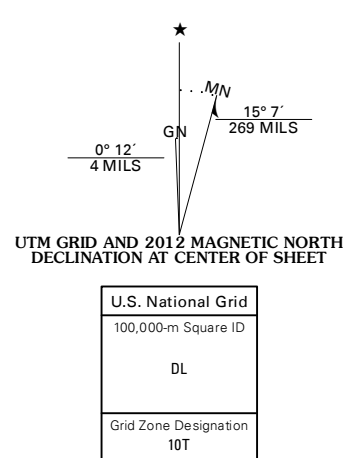 ★
MN
15° 7´
269 MILS
GN
0° 12´
4 MILS
UTM GRID AND 2012 MAGNETIC NORTH
DECLINATION AT CENTER OF SHEET
U.S. National Grid
100,000-m Square ID
DL
Grid Zone Designation
10T